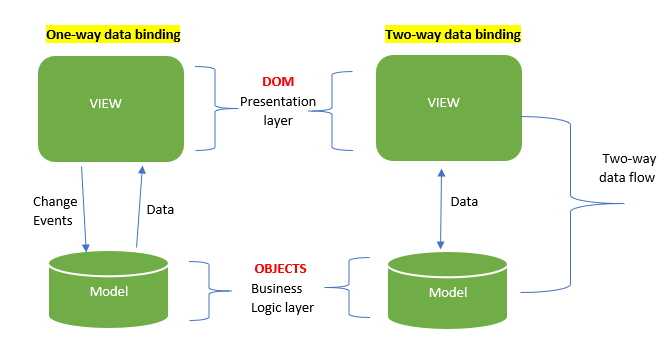 One-way data binding
Two-way data binding
VIEW
DOM
Presentation
layer
VIEW
Two-way
data flow
Change
Events
Data
Data
Model
OBJECTS
Business
Logic layer
Model